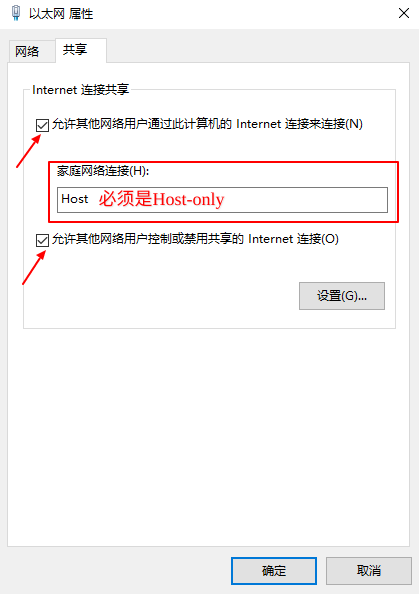 以太网 属性
网络
共享
Internet 连接共享
允许其他网络用户通过此计算机的 Internet 连接来连接(N)
家庭网络连接(H):
Host 必须是Host-only
允许其他网络用户控制或禁用共享的 Internet 连接(O)
设置(G)...
确定
取消